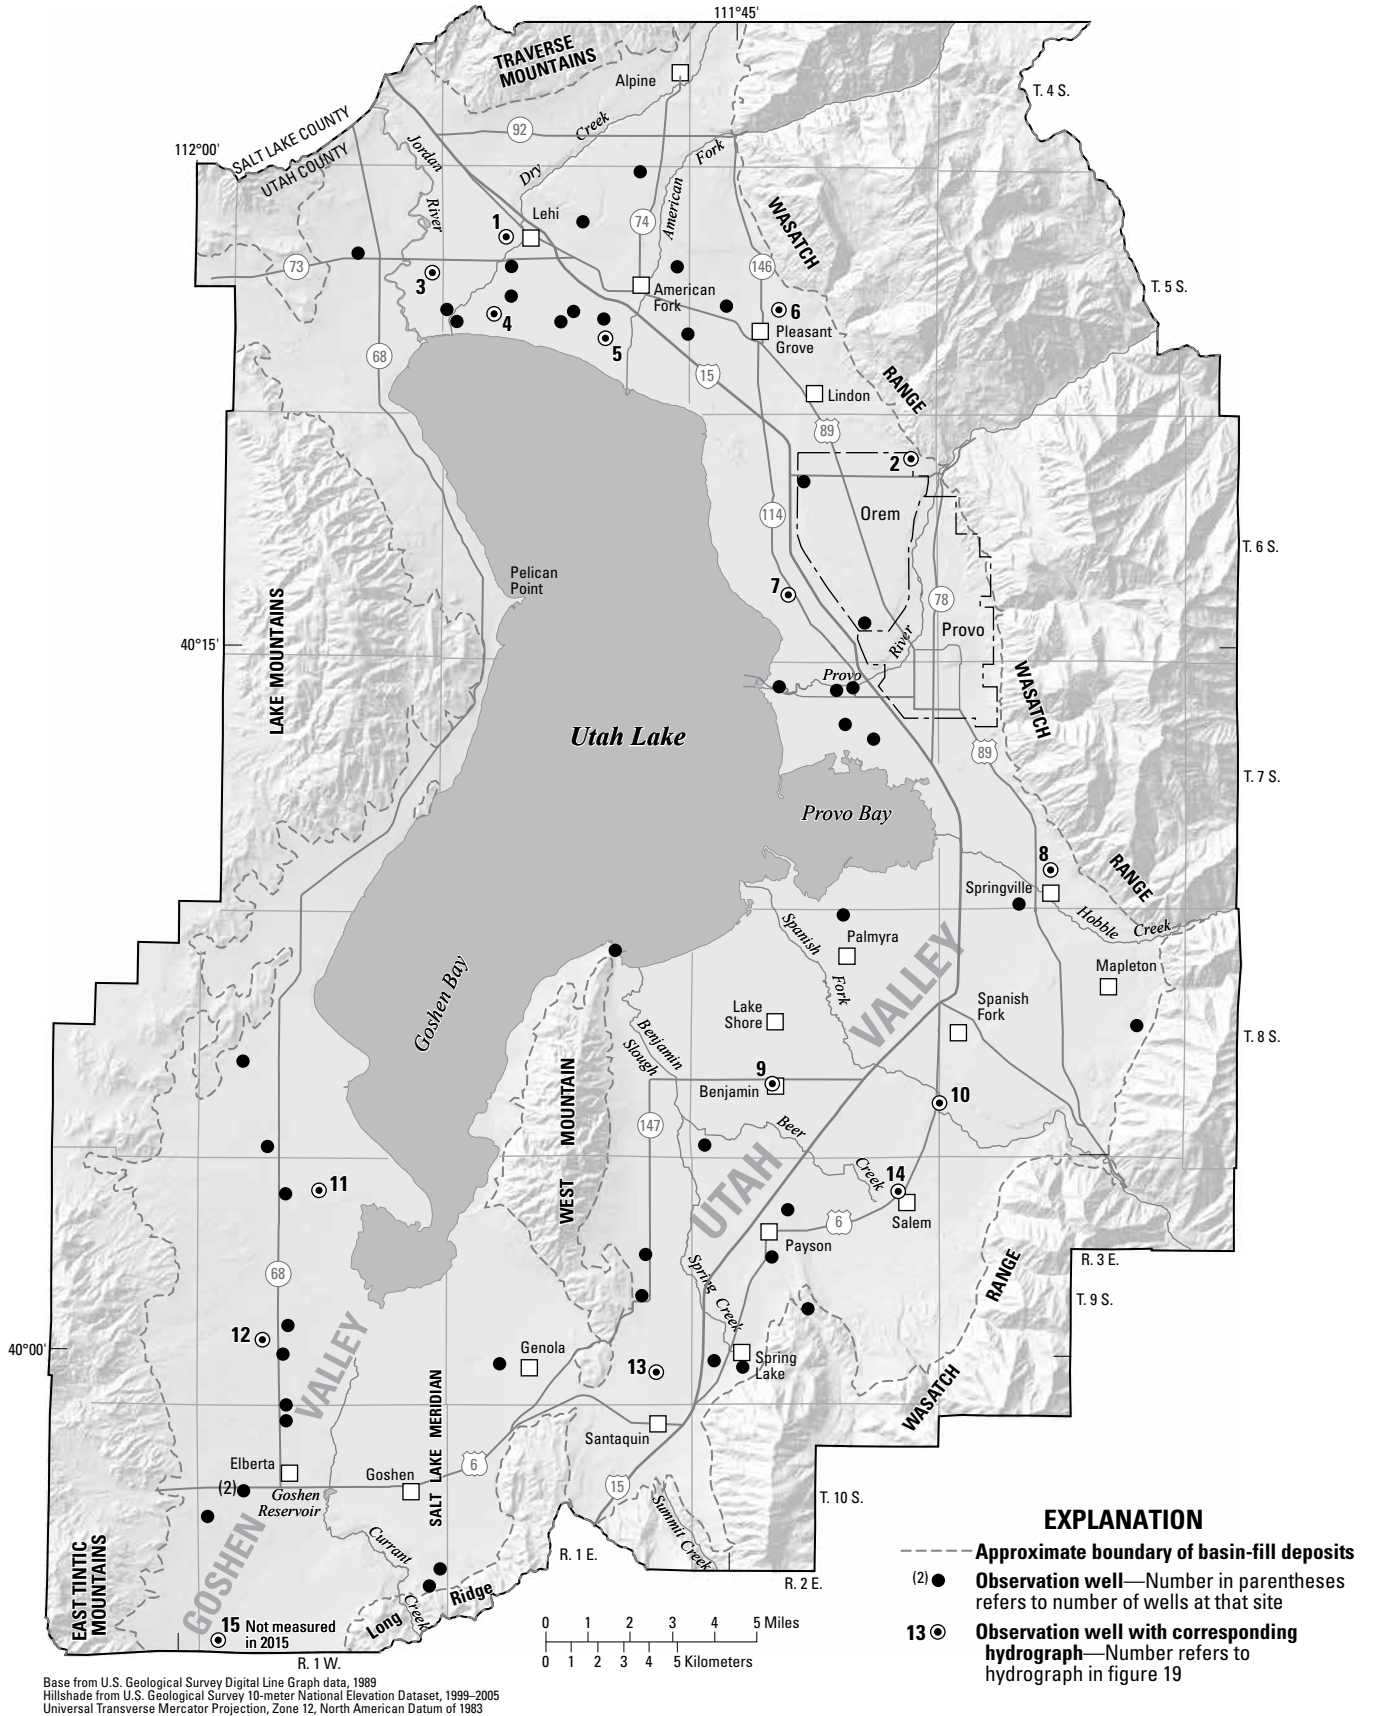 111°45'
TRAVERSE
MOUNTAINS
Alpine
T. 4 S.
SALT LAKE COUNTY
UTAH COUNTY
112°00'
92
Jordan
River
Dry
Creek
American
Fork
WASATCH
RANGE
1
Lehi
74
146
73
3
American
Fork
6
T. 5 S.
4
5
Pleasant
Grove
68
15
Lindon
89
2
Orem
114
T. 6 S.
Pelican
Point
7
78
Provo
River
Provo
40°15'
LAKE MOUNTAINS
WASATCH
RANGE
Utah Lake
89
T. 7 S.
Provo Bay
8
Springville
Hobble
Creek
Spanish
Fork
Palmyra
Mapleton
VALLEY
UTAH
Goshen Bay
Lake
Shore
Spanish
Fork
T. 8 S.
Benjamin
Slough
9
Benjamin
10
WEST MOUNTAIN
147
Beer
Creek
14
Salem
11
6
Payson
R. 3 E.
68
Spring
Creek
T. 9 S.
WASATCH
RANGE
12
VALLEY
GOSHEN
40°00'
Genola
13
Spring
Lake
SALT LAKE MERIDIAN
Santaquin
Elberta
Goshen
6
(2)
Goshen
Reservoir
15
T. 10 S.
Summit Creek
Currant
Creek
R. 1 E.
R. 2 E.
EAST TINTIC
MOUNTAINS
Long
Ridge
15 Not measured
in 2015
R. 1 W.
0 1 2 3 4 5 Miles
0 1 2 3 4 5 Kilometers
EXPLANATION
Approximate boundary of basin-fill deposits
(2) Observation well—Number in parentheses
refers to number of wells at that site
13 Observation well with corresponding
hydrograph—Number refers to
hydrograph in figure 19
Base from U.S. Geological Survey Digital Line Graph data, 1989
Hillshade from U.S. Geological Survey 10-meter National Elevation Dataset, 1999–2005
Universal Transverse Mercator Projection, Zone 12, North American Datum of 1983